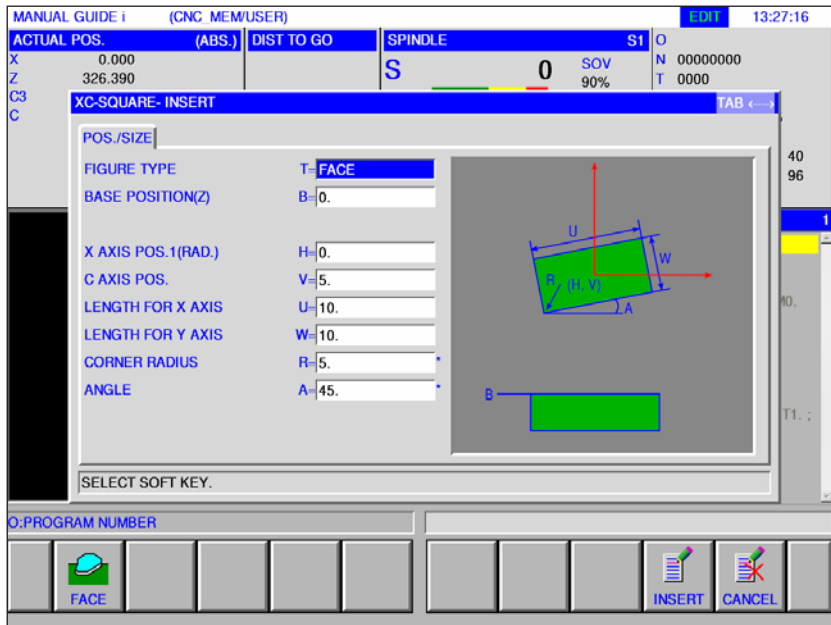 MANUAL GUIDE i (CNC_MEM/USER) EDIT 13:27:16
ACTUAL POS. (ABS.) DIST TO GO SPINDLE S1 O
X 0.000 S 0 SOV N 00000000
Z 326.390 90% T 0000
C3
C
XC-SQUARE- INSERT TAB
POS./SIZE
40
96
FIGURE TYPE T= FACE
BASE POSITION(Z) B= 0.
1
X AXIS POS.1(RAD.) H= 0.
C AXIS POS. V= 5.
LENGTH FOR X AXIS U= 10.
LENGTH FOR Y AXIS W= 10.
CORNER RADIUS R= 5. *
ANGLE A= 45. *
U
W
R (H, V)
A
B
M0.
T1. ;
SELECT SOFT KEY.
O:PROGRAM NUMBER
FACE INSERT CANCEL